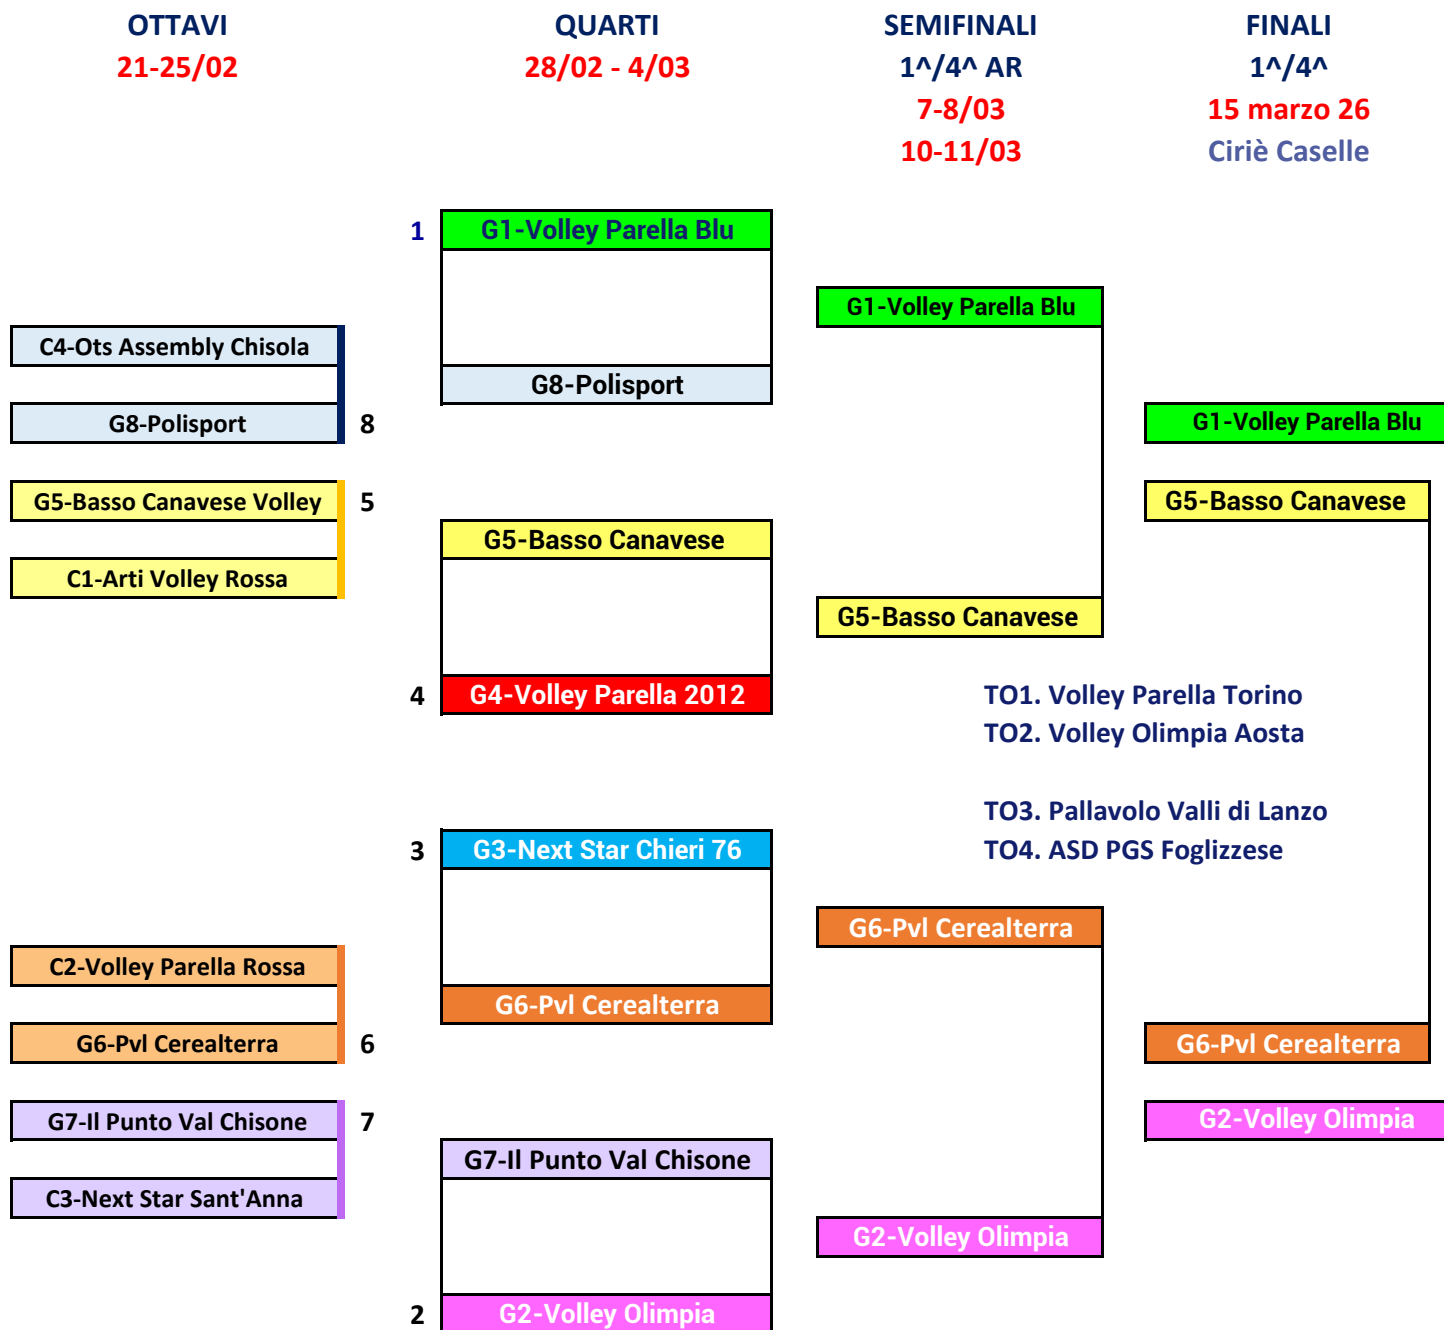 OTTAVI
21-25/02
QUARTI
28/02 - 4/03
SEMIFINALI
1^/4^ AR
7-8/03
10-11/03
FINALI
1^/4^
15 marzo 26
Ciriè Caselle
C4-Ots Assembly Chisola
G8-Polisport
8
G5-Basso Canavese Volley
5
C1-Arti Volley Rossa
C2-Volley Parella Rossa
G6-Pvl Cerealterra
6
G7-Il Punto Val Chisone
7
C3-Next Star Sant'Anna
1
G1-Volley Parella Blu
G8-Polisport
G5-Basso Canavese
4
G4-Volley Parella 2012
3
G3-Next Star Chieri 76
G6-Pvl Cerealterra
G7-Il Punto Val Chisone
2
G2-Volley Olimpia
G1-Volley Parella Blu
G5-Basso Canavese
G6-Pvl Cerealterra
G2-Volley Olimpia
G1-Volley Parella Blu
G5-Basso Canavese
TO1. Volley Parella Torino
TO2. Volley Olimpia Aosta
TO3. Pallavolo Valli di Lanzo
TO4. ASD PGS Foglizzese
G6-Pvl Cerealterra
G2-Volley Olimpia